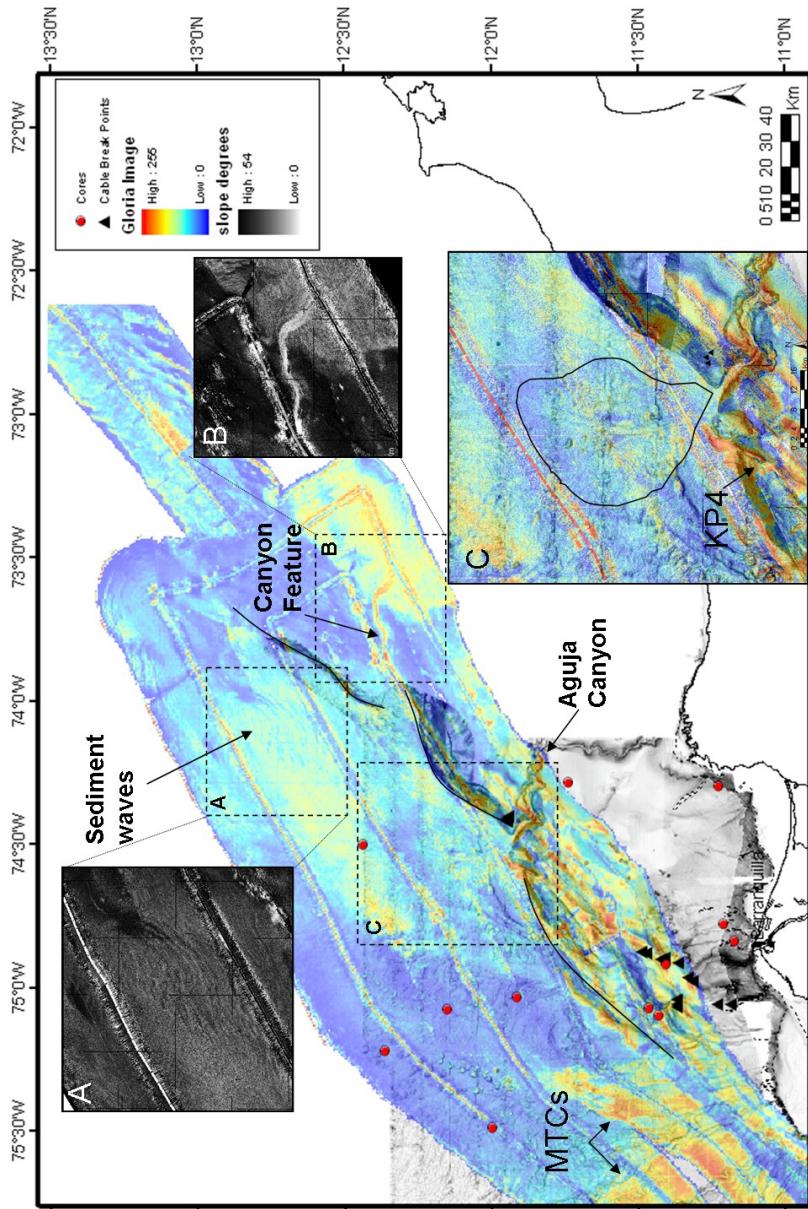 75°30'W
75°0'W
74°30'W
74°0'W
73°30'W
73°0'W
72°30'W
72°0'W
13°30'N
13°0'N
12°30'N
12°0'N
11°30'N
11°0'N
Cores
Cable Break Points
Gloria Image
High : 255
Low : 0
slope degrees
High : 54
Low : 0
A
Sediment
waves
A
B
Canyon
Feature
B
C
Aguja
Canyon
MTCs
C
KP4
N
N
0 510 20 30 40
Km